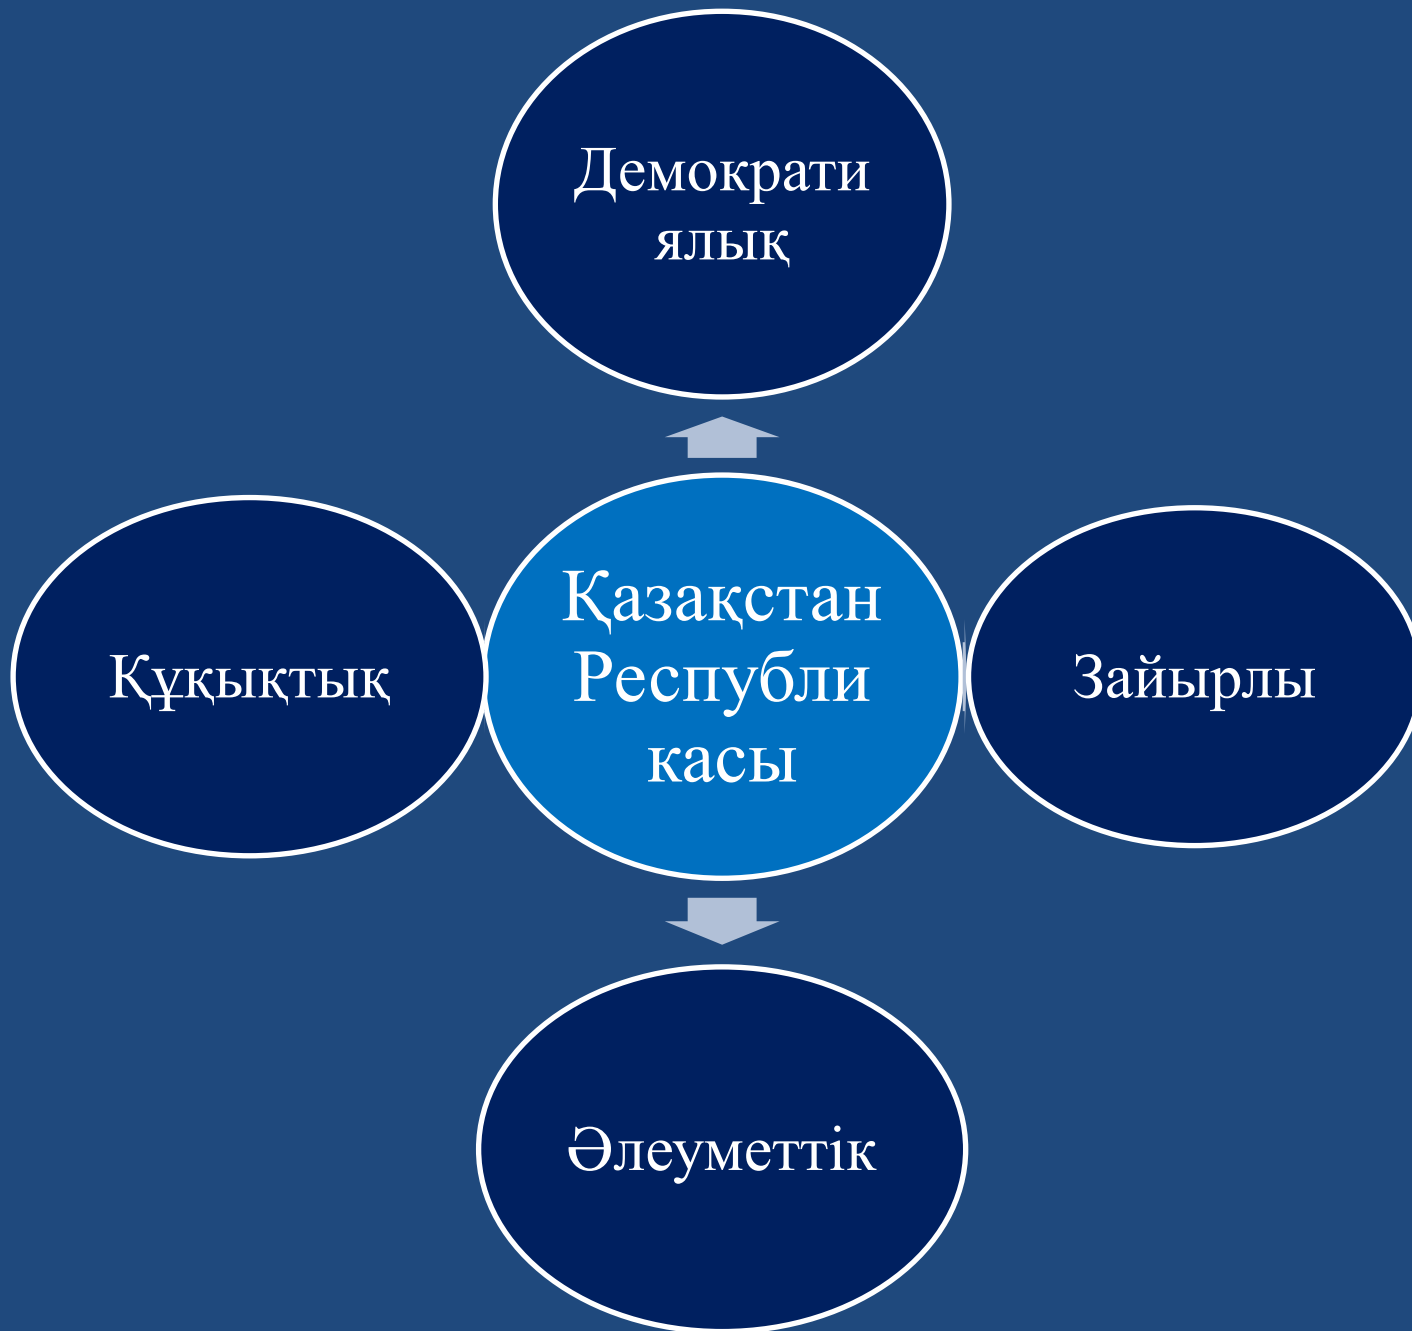 Демократи
ялық
Қазақстан
Республи
касы
Құқықтық
Зайырлы
Әлеуметтік